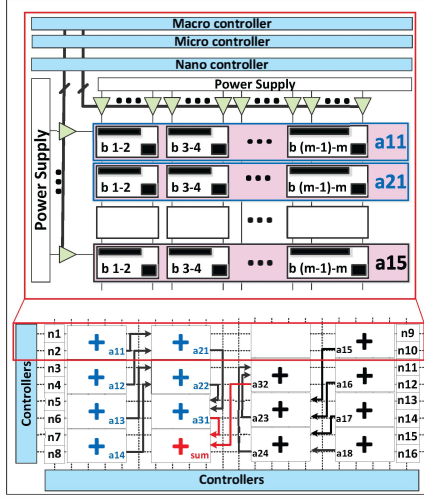 Macro controller
Micro controller
Nano controller
Power Supply
Power Supply
b 1-2 b 3-4 b (m-1)-m a11
b 1-2 b 3-4 b (m-1)-m a21
b 1-2 b 3-4 b (m-1)-m a15
Controllers
n1 n9
n2 a11 a21 a15 n10
n3 n11
n4 a12 a22 a32 a16 n12
n5 n13
n6 a13 a31 a23 a17 n14
n7 n15
n8 a14 sum a24 a18 n16
Controllers